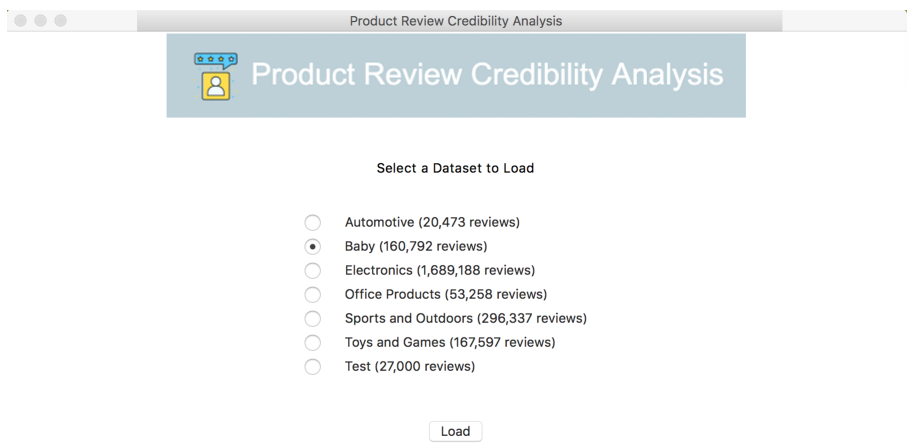 Product Review Credibility Analysis
Product Review Credibility Analysis
Select a Dataset to Load
Automotive (20,473 reviews)
Baby (160,792 reviews)
Electronics (1,689,188 reviews)
Office Products (53,258 reviews)
Sports and Outdoors (296,337 reviews)
Toys and Games (167,597 reviews)
Test (27,000 reviews)
Load